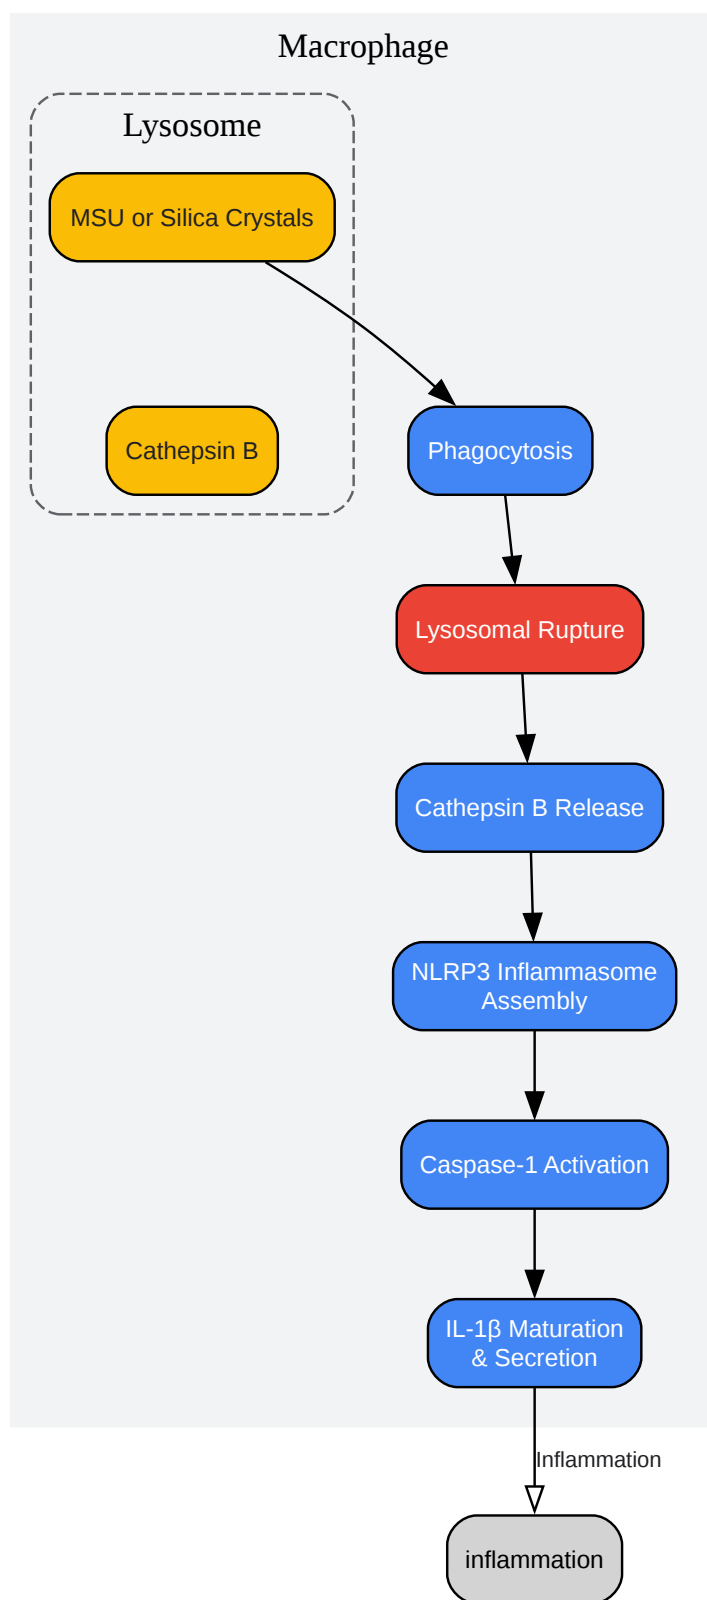 Macrophage
Lysosome
MSU or Silica Crystals
Cathepsin B
Phagocytosis
Lysosomal Rupture
Cathepsin B Release
NLRP3 Inflammasome
Assembly
Caspase-1 Activation
IL-1β Maturation
& Secretion
Inflammation
inflammation